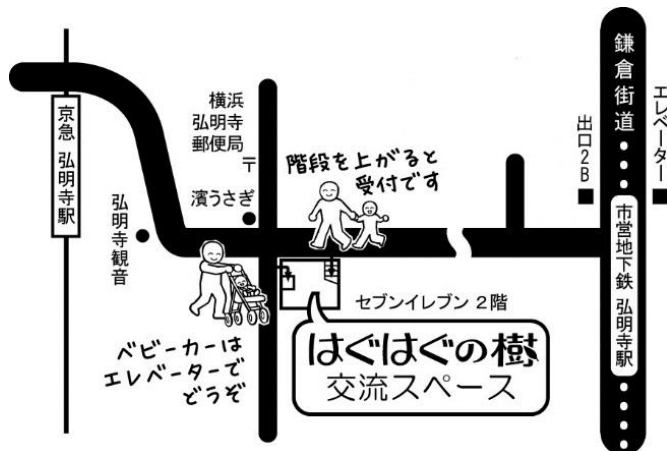 京急 弘明寺駅
弘明寺観音
横浜
弘明寺
郵便局
〒
濱うさぎ
階段を上がると
受付です
ベビーカーは
エレベーターで
どうぞ
セブンイレブン 2階
はぐはぐの樹
交流スペース
出口2B
エレベーター
鎌倉街道
市営地下鉄 弘明寺駅